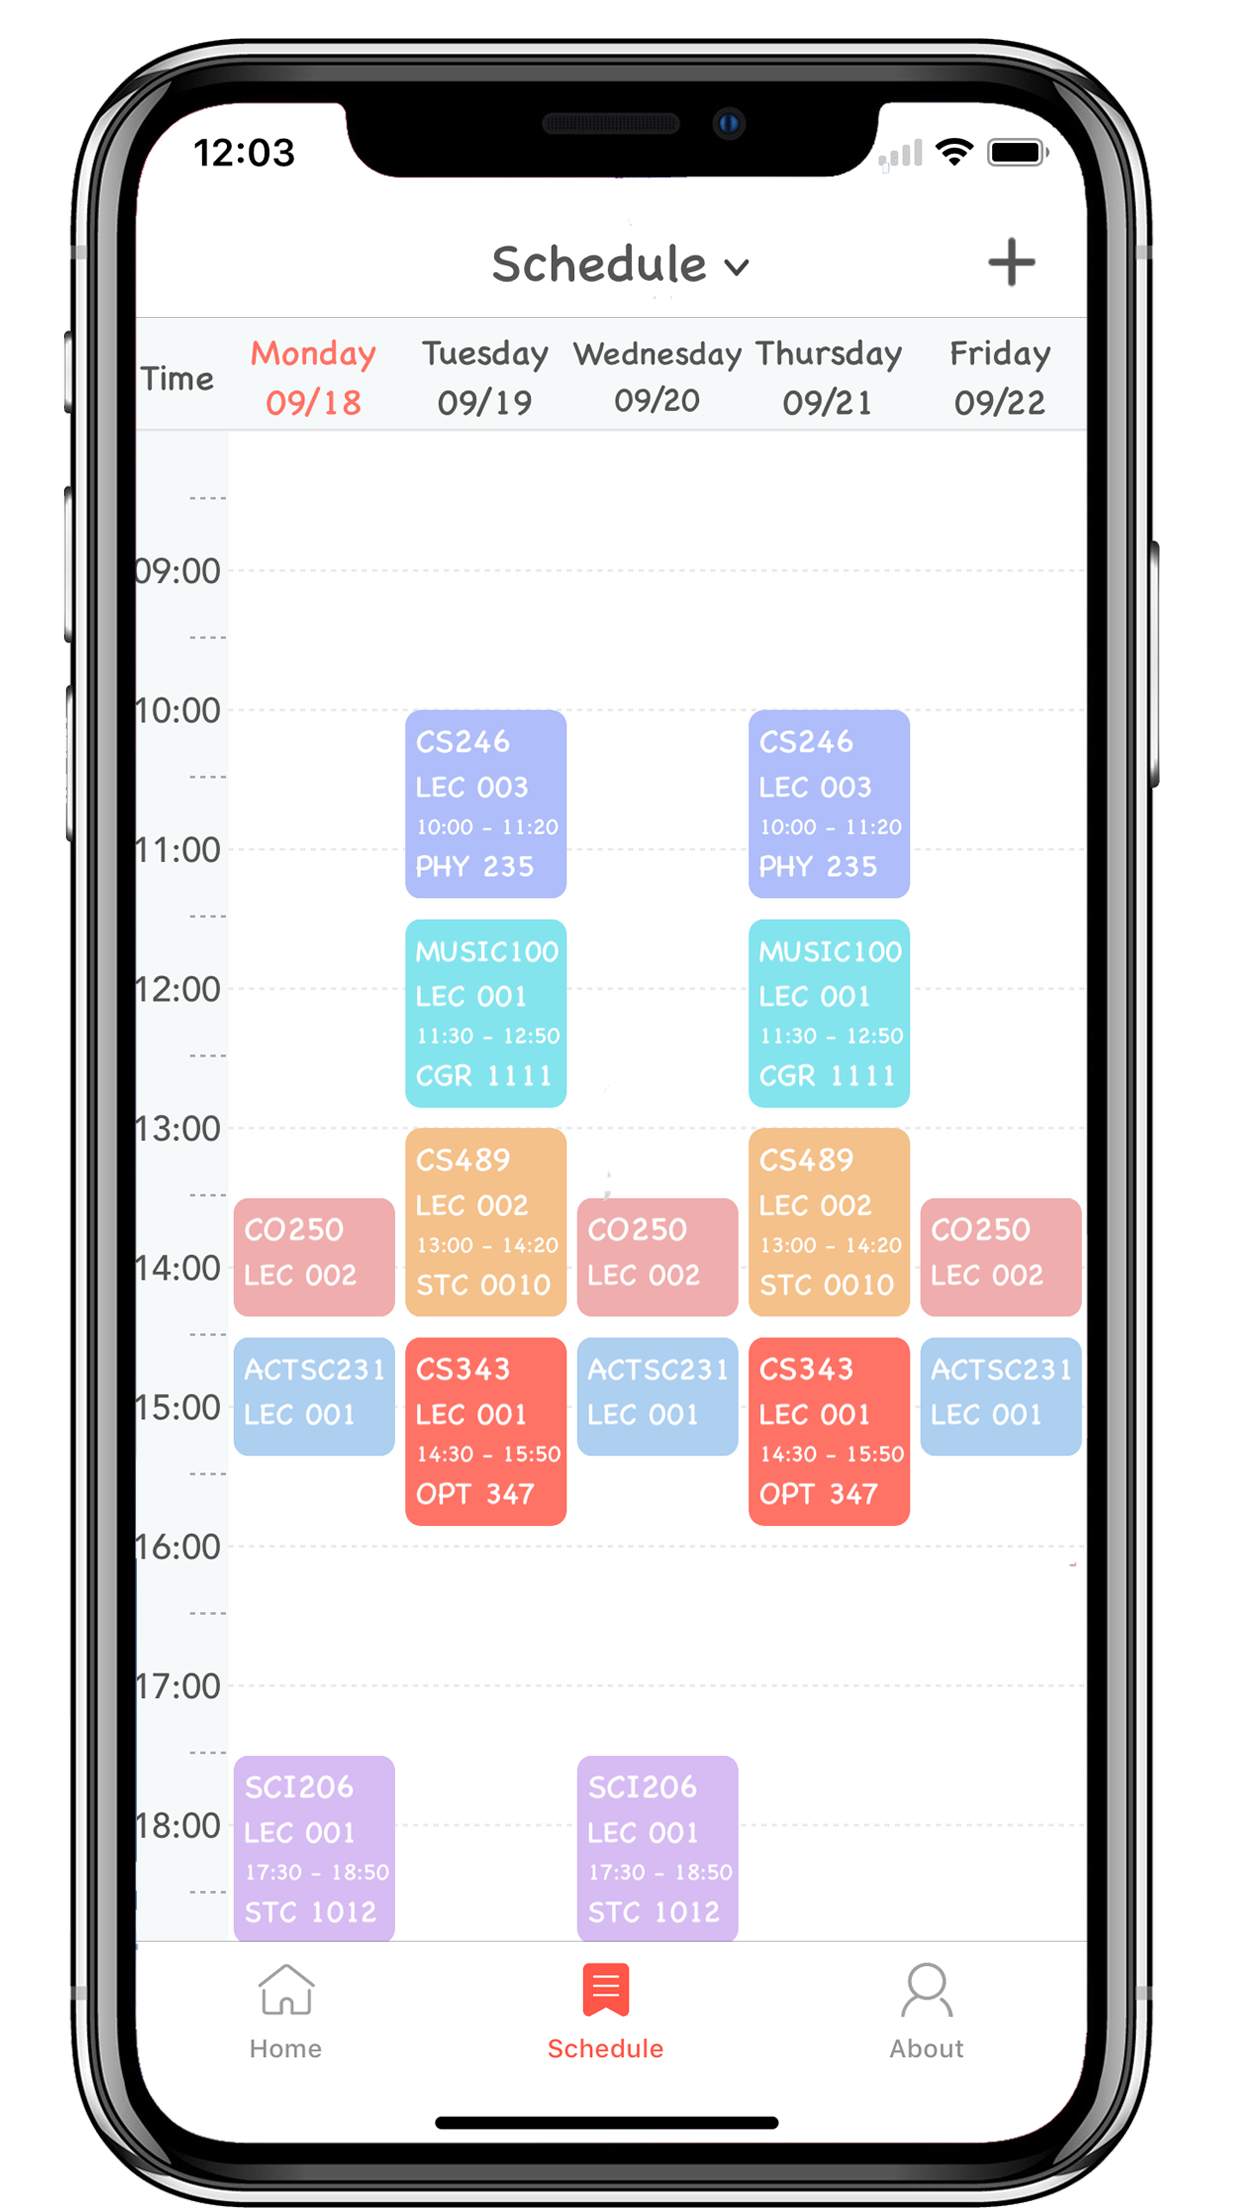 12:03
Schedule
Time
Monday
09/18
Tuesday
09/19
Wednesday
09/20
Thursday
09/21
Friday
09/22
09:00
10:00
11:00
12:00
13:00
14:00
15:00
16:00
17:00
18:00
CO250
LEC 002
ACTSC231
LEC 001
SCI206
LEC 001
17:30 - 18:50
STC 1012
CS246
LEC 003
10:00 - 11:20
PHY 235
MUSIC100
LEC 001
11:30 - 12:50
CGR 1111
CS489
LEC 002
13:00 - 14:20
STC 0010
CS343
LEC 001
14:30 - 15:50
OPT 347
CO250
LEC 002
ACTSC231
LEC 001
SCI206
LEC 001
17:30 - 18:50
STC 1012
CS246
LEC 003
10:00 - 11:20
PHY 235
MUSIC100
LEC 001
11:30 - 12:50
CGR 1111
CS489
LEC 002
13:00 - 14:20
STC 0010
CS343
LEC 001
14:30 - 15:50
OPT 347
CO250
LEC 002
ACTSC231
LEC 001
Home
Schedule
About